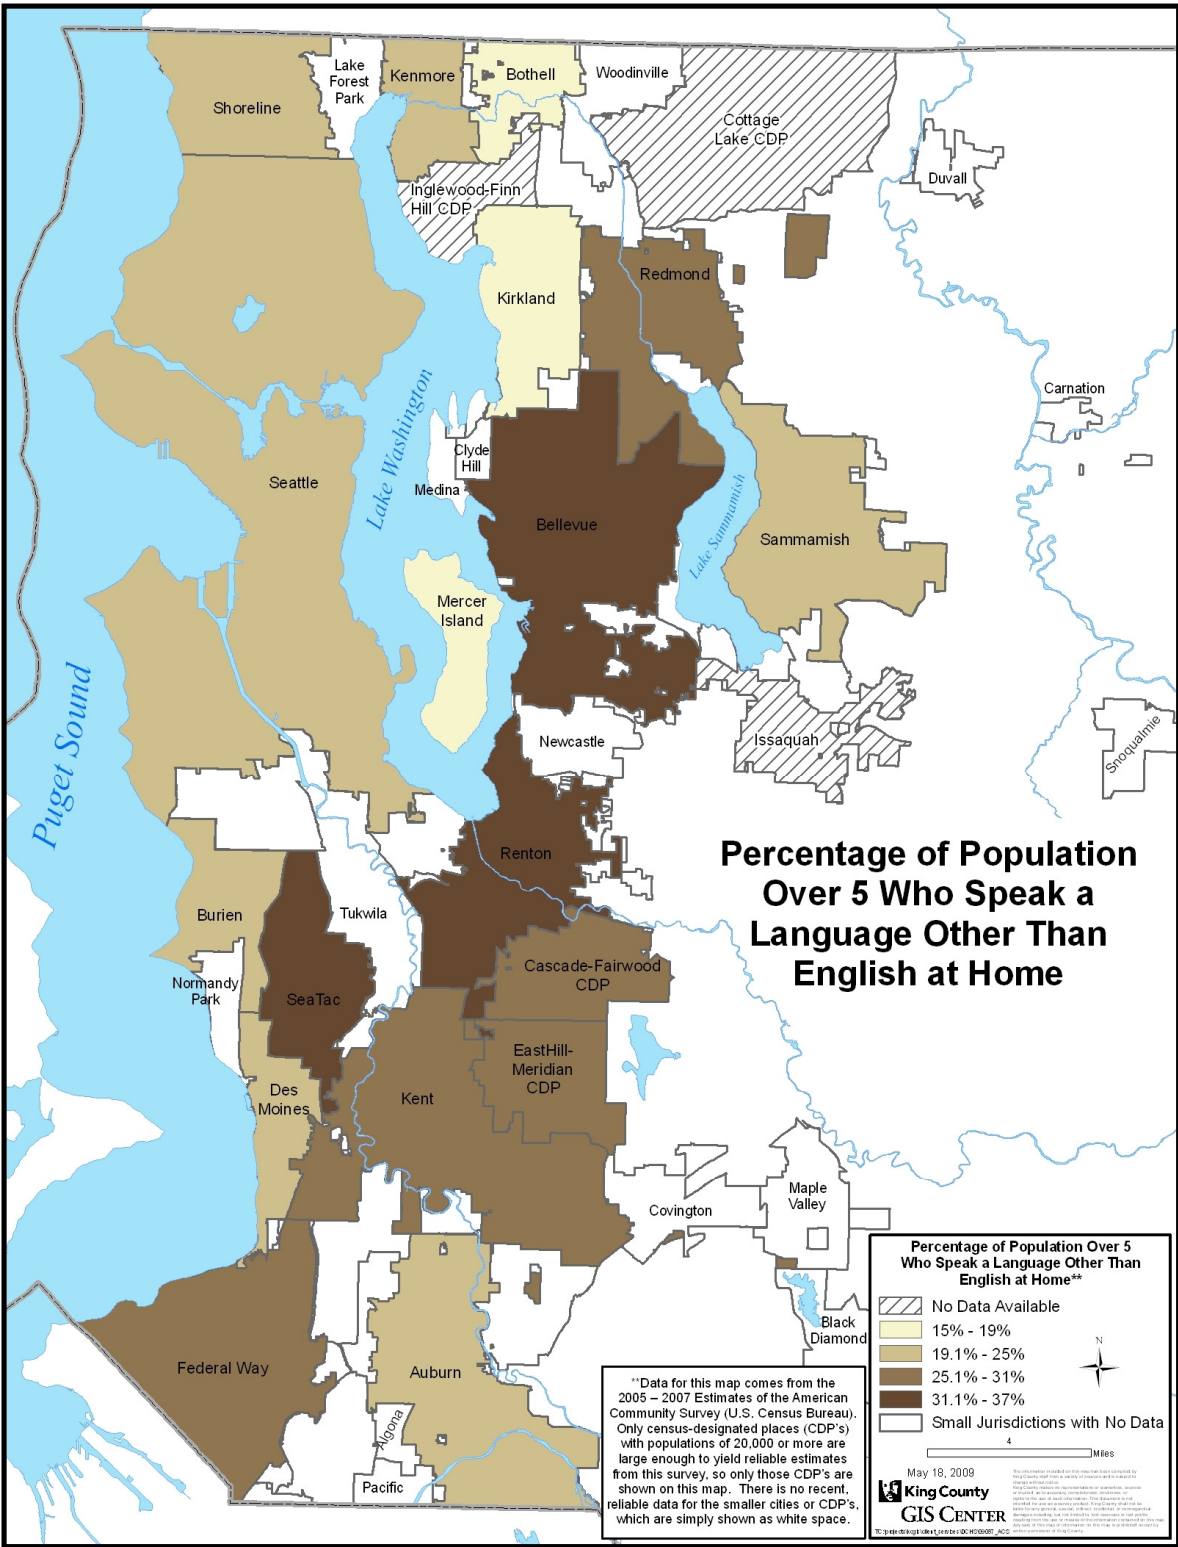 Lake
Forest
Park
Kenmore
Bothell
Woodinville
Shoreline
Cottage
Lake CDP
Duvall
Inglewood-Finn
Hill CDP
Redmond
Kirkland
Carnation
Lake Washington
Clyde
Hill
Medina
Seattle
Bellevue
Lake Sammamish
Sammamish
Mercer
Island
Puget Sound
Newcastle
Issaquah
Snoqualmie
Renton
Percentage of Population
Over 5 Who Speak a
Language Other Than
English at Home
Burien
Tukwila
Normandy
Park
SeaTac
Cascade-Fairwood
CDP
EastHill-
Meridian
CDP
Des
Moines
Kent
Covington
Maple
Valley
Black
Diamond
Federal Way
Auburn
Algona
Pacific
**Data for this map comes from the
2005 – 2007 Estimates of the American
Community Survey (U.S. Census Bureau).
Only census-designated places (CDP's)
with populations of 20,000 or more are
large enough to yield reliable estimates
from this survey, so only those CDP's are
shown on this map. There is no recent,
reliable data for the smaller cities or CDP's,
which are simply shown as white space.
Percentage of Population Over 5
Who Speak a Language Other Than
English at Home**
No Data Available
15% - 19%
19.1% - 25%
25.1% - 31%
31.1% - 37%
Small Jurisdictions with No Data
N
4
Miles
May 18, 2009
King County
GIS CENTER